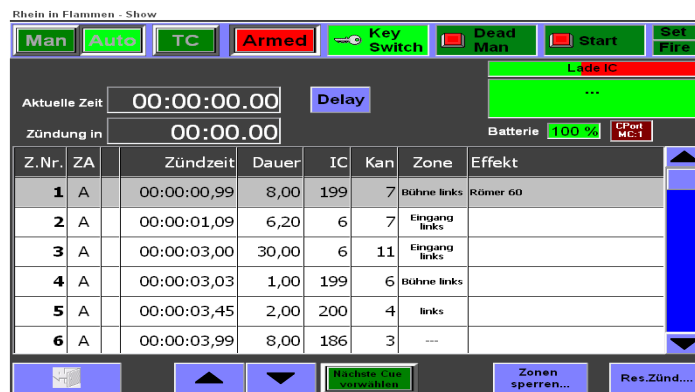 Rhein in Flammen - Show
Man Auto TC Armed Key Switch Dead Man Start Set Fire
Lade IC
...
Aktuelle Zeit 00:00:00.00 Delay
Zündung in 00:00.00 Batterie 100 % CPort MC:1
Z.Nr. ZA Zündzeit Dauer IC Kan Zone Effekt
1 A 00:00:00,99 8,00 199 7 Bühne links Römer 60
2 A 00:00:01,09 6,20 6 7 Eingang links
3 A 00:00:03,00 30,00 6 11 Eingang links
4 A 00:00:03,03 1,00 199 6 Bühne links
5 A 00:00:03,45 2,00 200 4 links
6 A 00:00:03,99 8,00 186 3 ---
Nächste Cue vorwählen Zonen sperren... Res.Zünd....